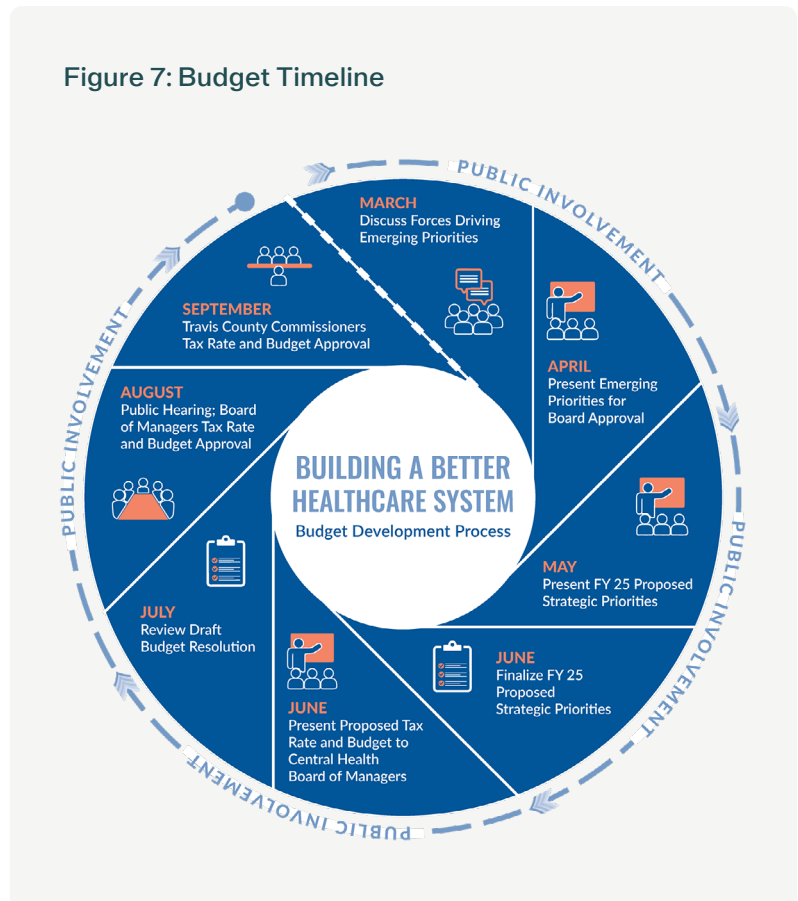 Figure 7: Budget Timeline
PUBLIC INVOLVEMENT
MARCH
Discuss Forces Driving
Emerging Priorities
APRIL
Present Emerging
Priorities for
Board Approval
MAY
Present FY 25 Proposed
Strategic Priorities
PUBLIC INVOLVEMENT
JUNE
Finalize FY 25
Proposed
Strategic Priorities
JUNE
Present Proposed Tax
Rate and Budget to
Central Health
Board of Managers
PUBLIC INVOLVEMENT
JULY
Review Draft
Budget Resolution
AUGUST
Public Hearing; Board
of Managers Tax Rate
and Budget Approval
PUBLIC INVOLVEMENT
SEPTEMBER
Travis County Commissioners
Tax Rate and Budget Approval
BUILDING A BETTER
HEALTHCARE SYSTEM
Budget Development Process